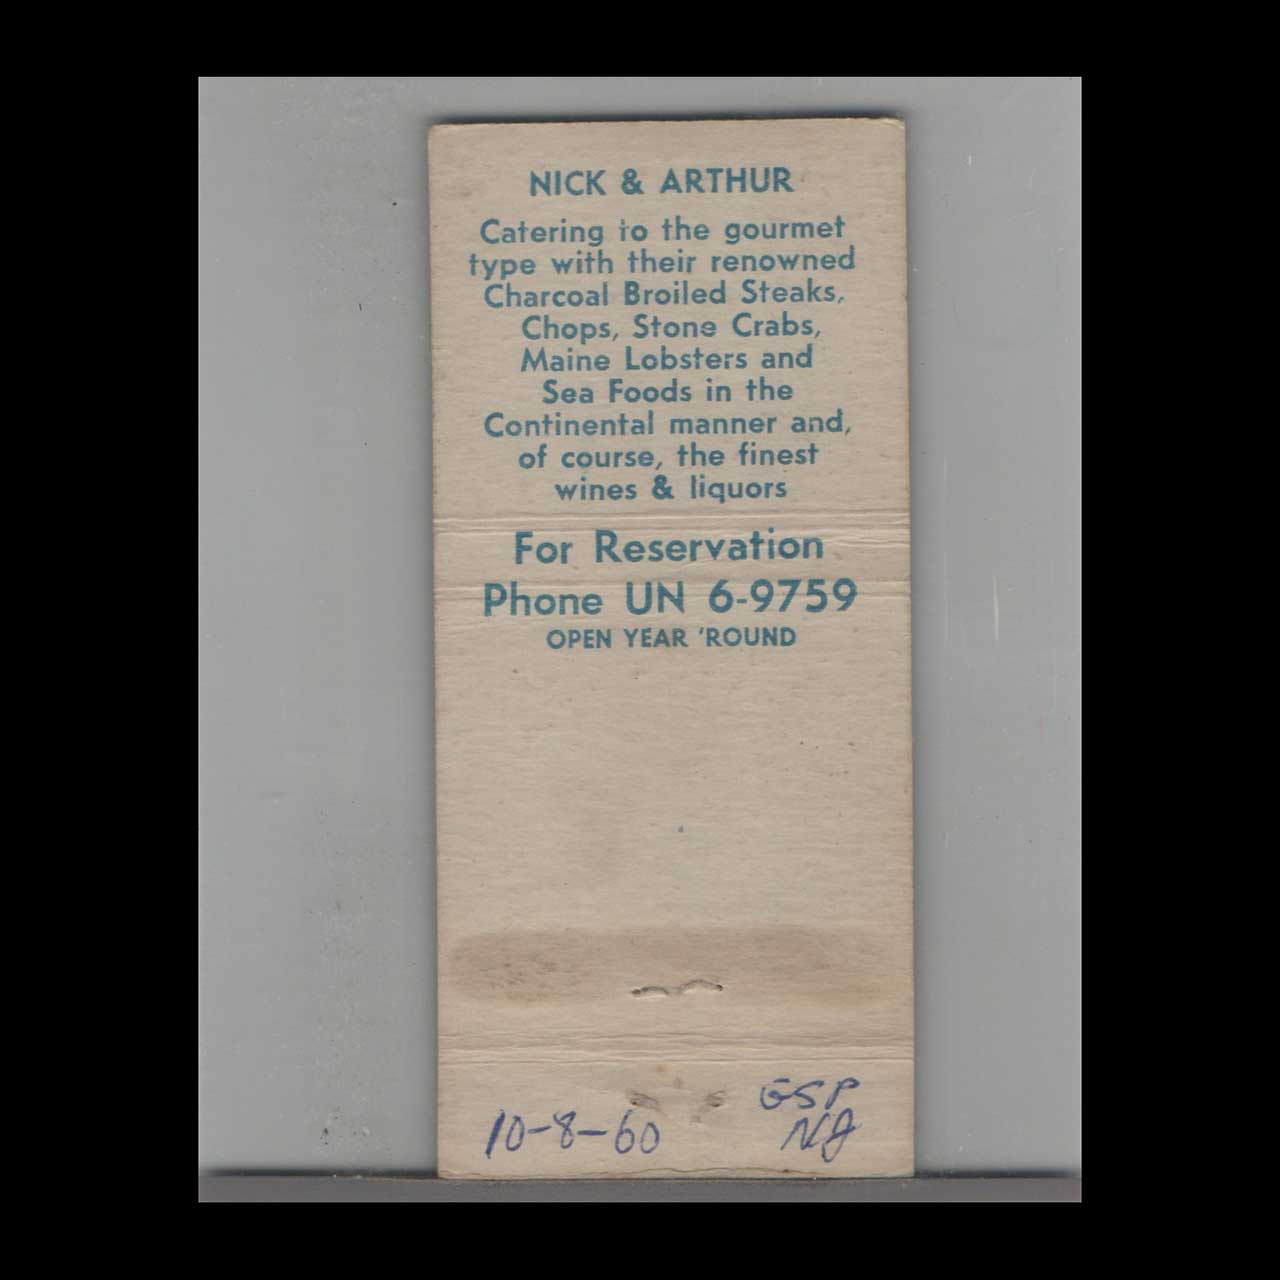 NICK & ARTHUR
Catering to the gourmet
type with their renowned
Charcoal Broiled Steaks,
Chops, Stone Crabs,
Maine Lobsters and
Sea Foods in the
Continental manner and,
of course, the finest
wines & liquors
For Reservation
Phone UN 6-9759
OPEN YEAR 'ROUND
GSP
10-8-60 NJ